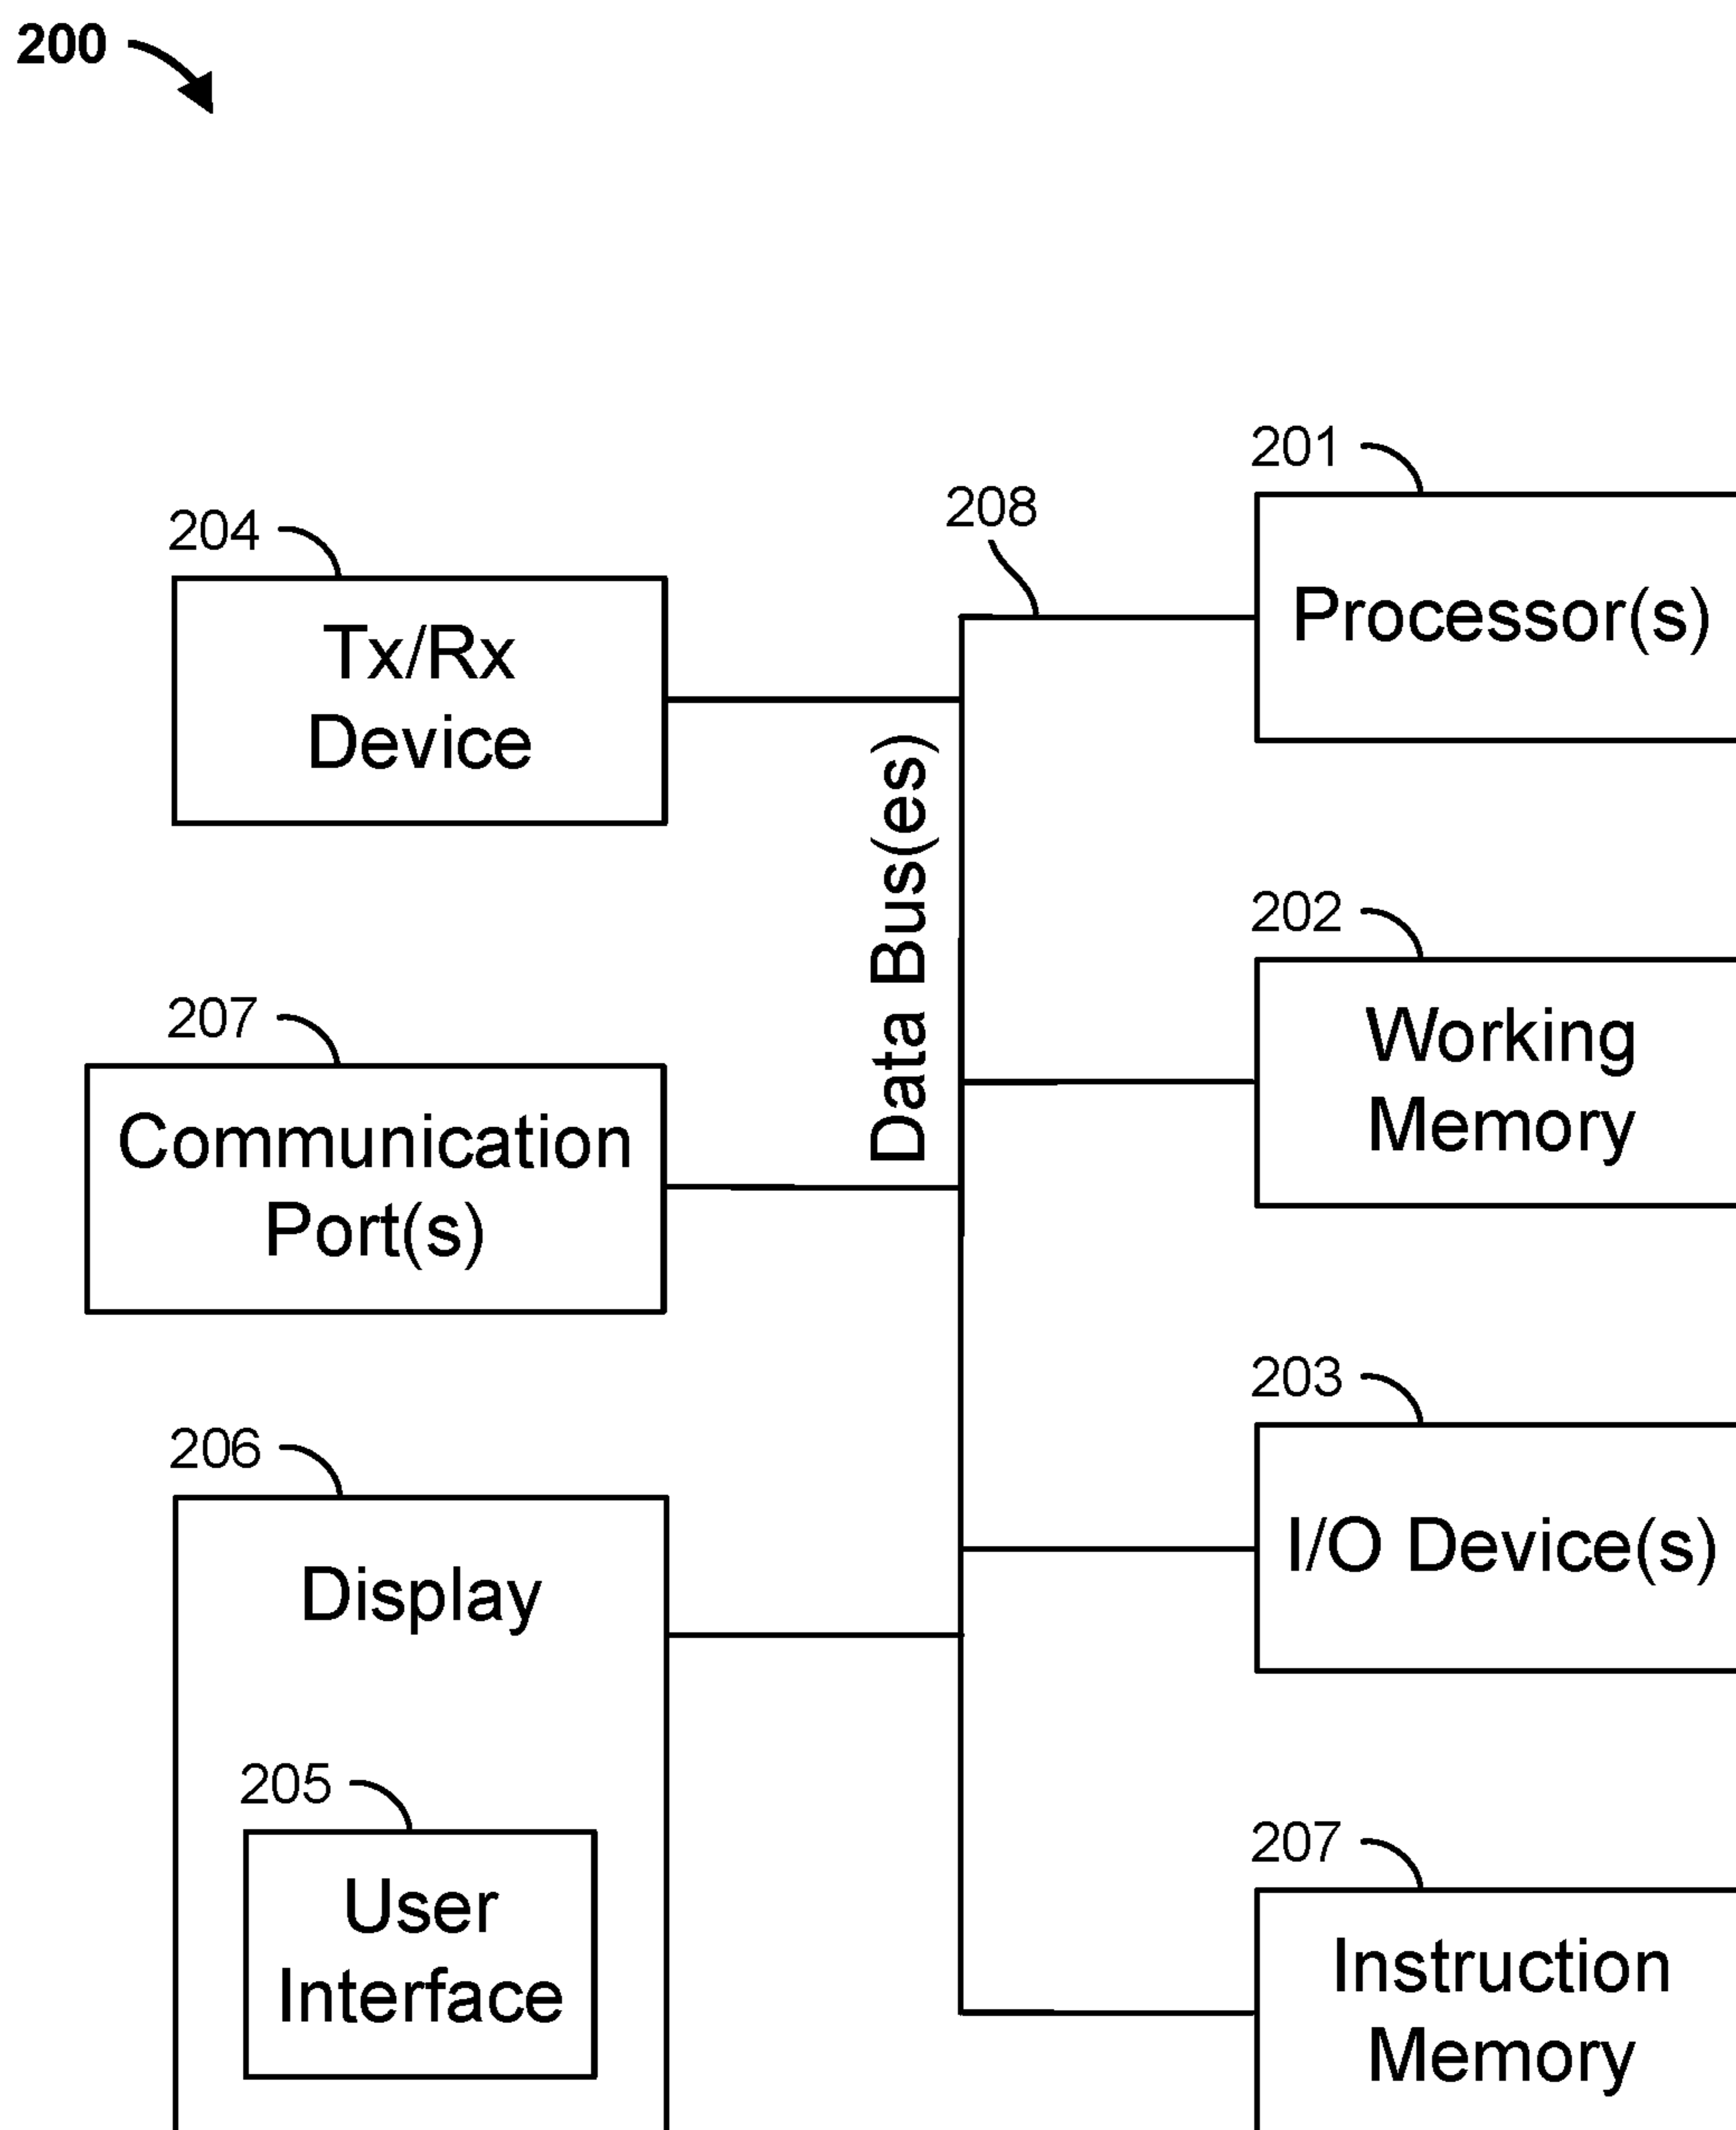 200
201
208
204
Processor(s)
Tx/Rx
Device
Data Bus(es)
202
207
Working
Memory
Communication
Port(s)
203
206
I/O Device(s)
Display
205
207
User
Interface
Instruction
Memory